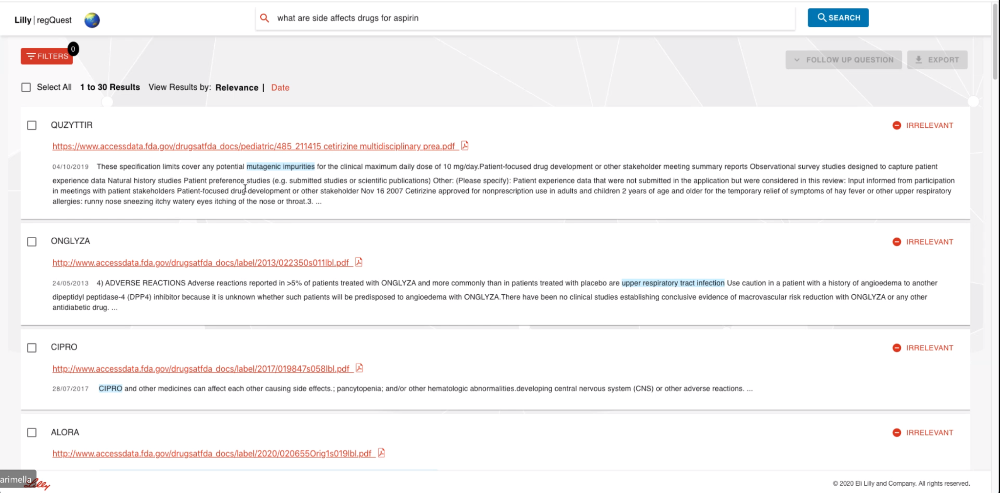 Lilly | regQuest
what are side affects drugs for aspirin
SEARCH
FILTERS
0
FOLLOW UP QUESTION
EXPORT
Select All 1 to 30 Results View Results by: Relevance | Date
QUZYTTIR
IRRELEVANT
https://www.accessdata.fda.gov/drugsatfda_docs/pediatric/485_211415 cetirizine multidisciplinary prea.pdf
04/10/2019 These specification limits cover any potential mutagenic impurities for the clinical maximum daily dose of 10 mg/day.Patient-focused drug development or other stakeholder meeting summary reports Observational survey studies designed to capture patient
experience data Natural history studies Patient preference studies (e.g. submitted studies or scientific publications) Other: (Please specify): Patient experience data that were not submitted in the application but were considered in this review: Input informed from participation
in meetings with patient stakeholders Patient-focused drug development or other stakeholder Nov 16 2007 Cetirizine approved for nonprescription use in adults and children 2 years of age and older for the temporary relief of symptoms of hay fever or other upper respiratory
allergies: runny nose sneezing itchy watery eyes itching of the nose or throat.3. ...
ONGLYZA
IRRELEVANT
http://www.accessdata.fda.gov/drugsatfda_docs/label/2013/022350s011lbl.pdf
24/05/2013 4) ADVERSE REACTIONS Adverse reactions reported in >5% of patients treated with ONGLYZA and more commonly than in patients treated with placebo are upper respiratory tract infection Use caution in a patient with a history of angioedema to another
dipeptidyl peptidase-4 (DPP4) inhibitor because it is unknown whether such patients will be predisposed to angioedema with ONGLYZA.There have been no clinical studies establishing conclusive evidence of macrovascular risk reduction with ONGLYZA or any other
antidiabetic drug. ...
CIPRO
IRRELEVANT
http://www.accessdata.fda.gov/drugsatfda_docs/label/2017/019847s058lbl.pdf
28/07/2017 CIPRO and other medicines can affect each other causing side effects.; pancytopenia; and/or other hematologic abnormalities.developing central nervous system (CNS) or other adverse reactions. ...
ALORA
IRRELEVANT
http://www.accessdata.fda.gov/drugsatfda_docs/label/2020/020655Orig1s019lbl.pdf
arimella
Lilly
© 2020 Eli Lilly and Company. All rights reserved.